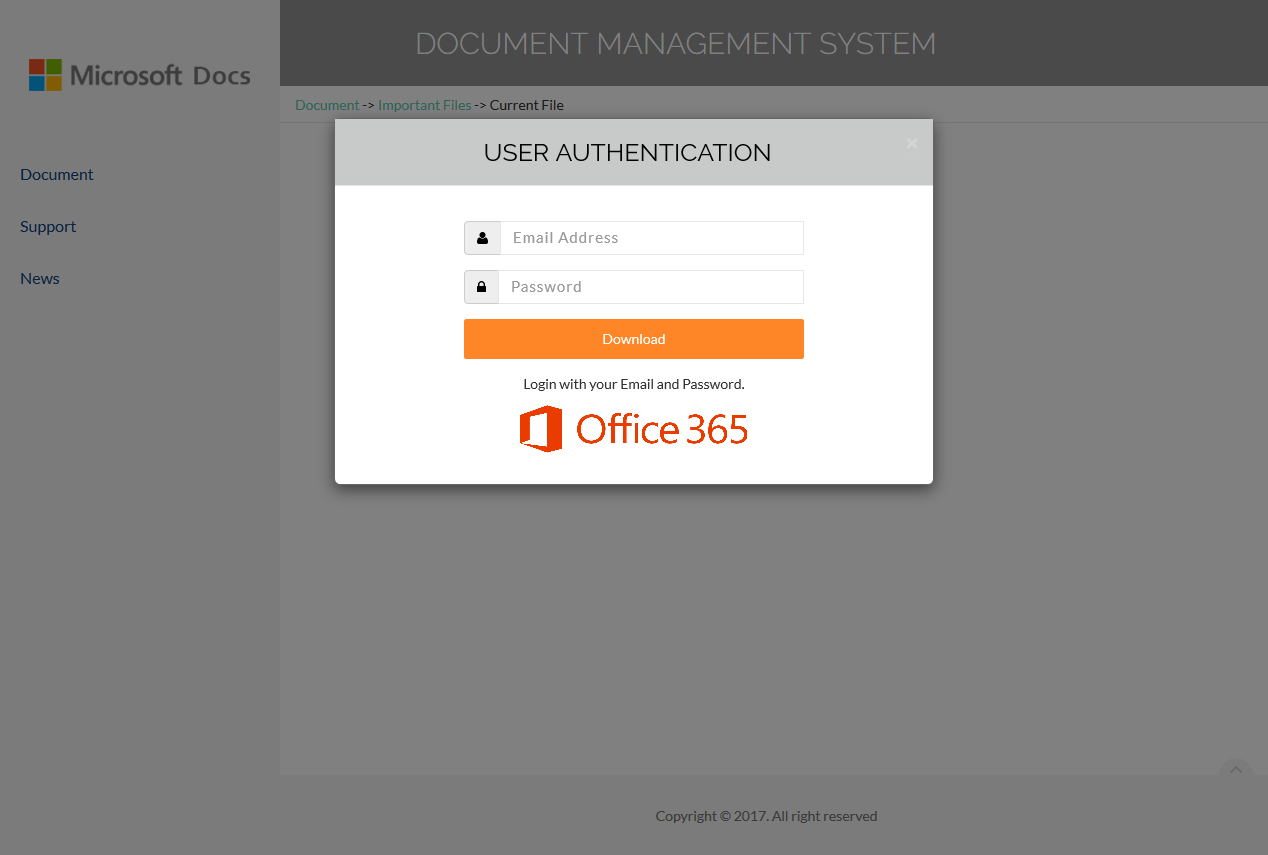 Microsoft Docs
DOCUMENT MANAGEMENT SYSTEM
Document -> Important Files -> Current File
Document
Support
News
USER AUTHENTICATION
×
Email Address
Password
Download
Login with your Email and Password.
Office 365
Copyright © 2017. All right reserved